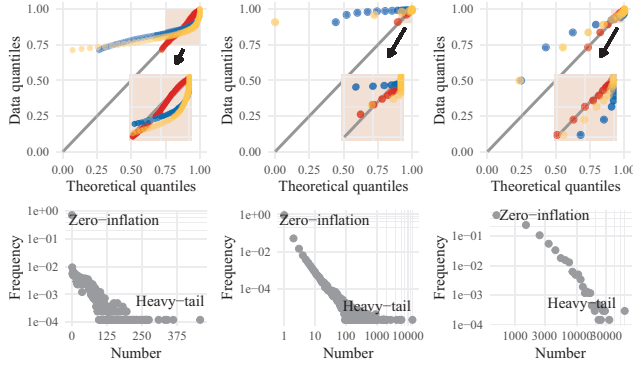 1.00
0.75
0.50
0.25
0.00
Data quantiles
0.00 0.25 0.50 0.75 1.00
Theoretical quantiles
1.00
0.75
0.50
0.25
0.00
Data quantiles
0.00 0.25 0.50 0.75 1.00
Theoretical quantiles
1.00
0.75
0.50
0.25
0.00
Data quantiles
0.00 0.25 0.50 0.75 1.00
Theoretical quantiles
1e+00
1e−01
1e−02
1e−03
1e−04
Frequency
Zero−inflation
Heavy−tail
0 125 250 375
Number
1e+00
1e−02
1e−04
Frequency
Zero−inflation
Heavy−tail
1 10 100 1000 10000
Number
1e−01
1e−02
1e−03
1e−04
Frequency
Zero−inflation
Heavy−tail
1000 3000 10000
Number